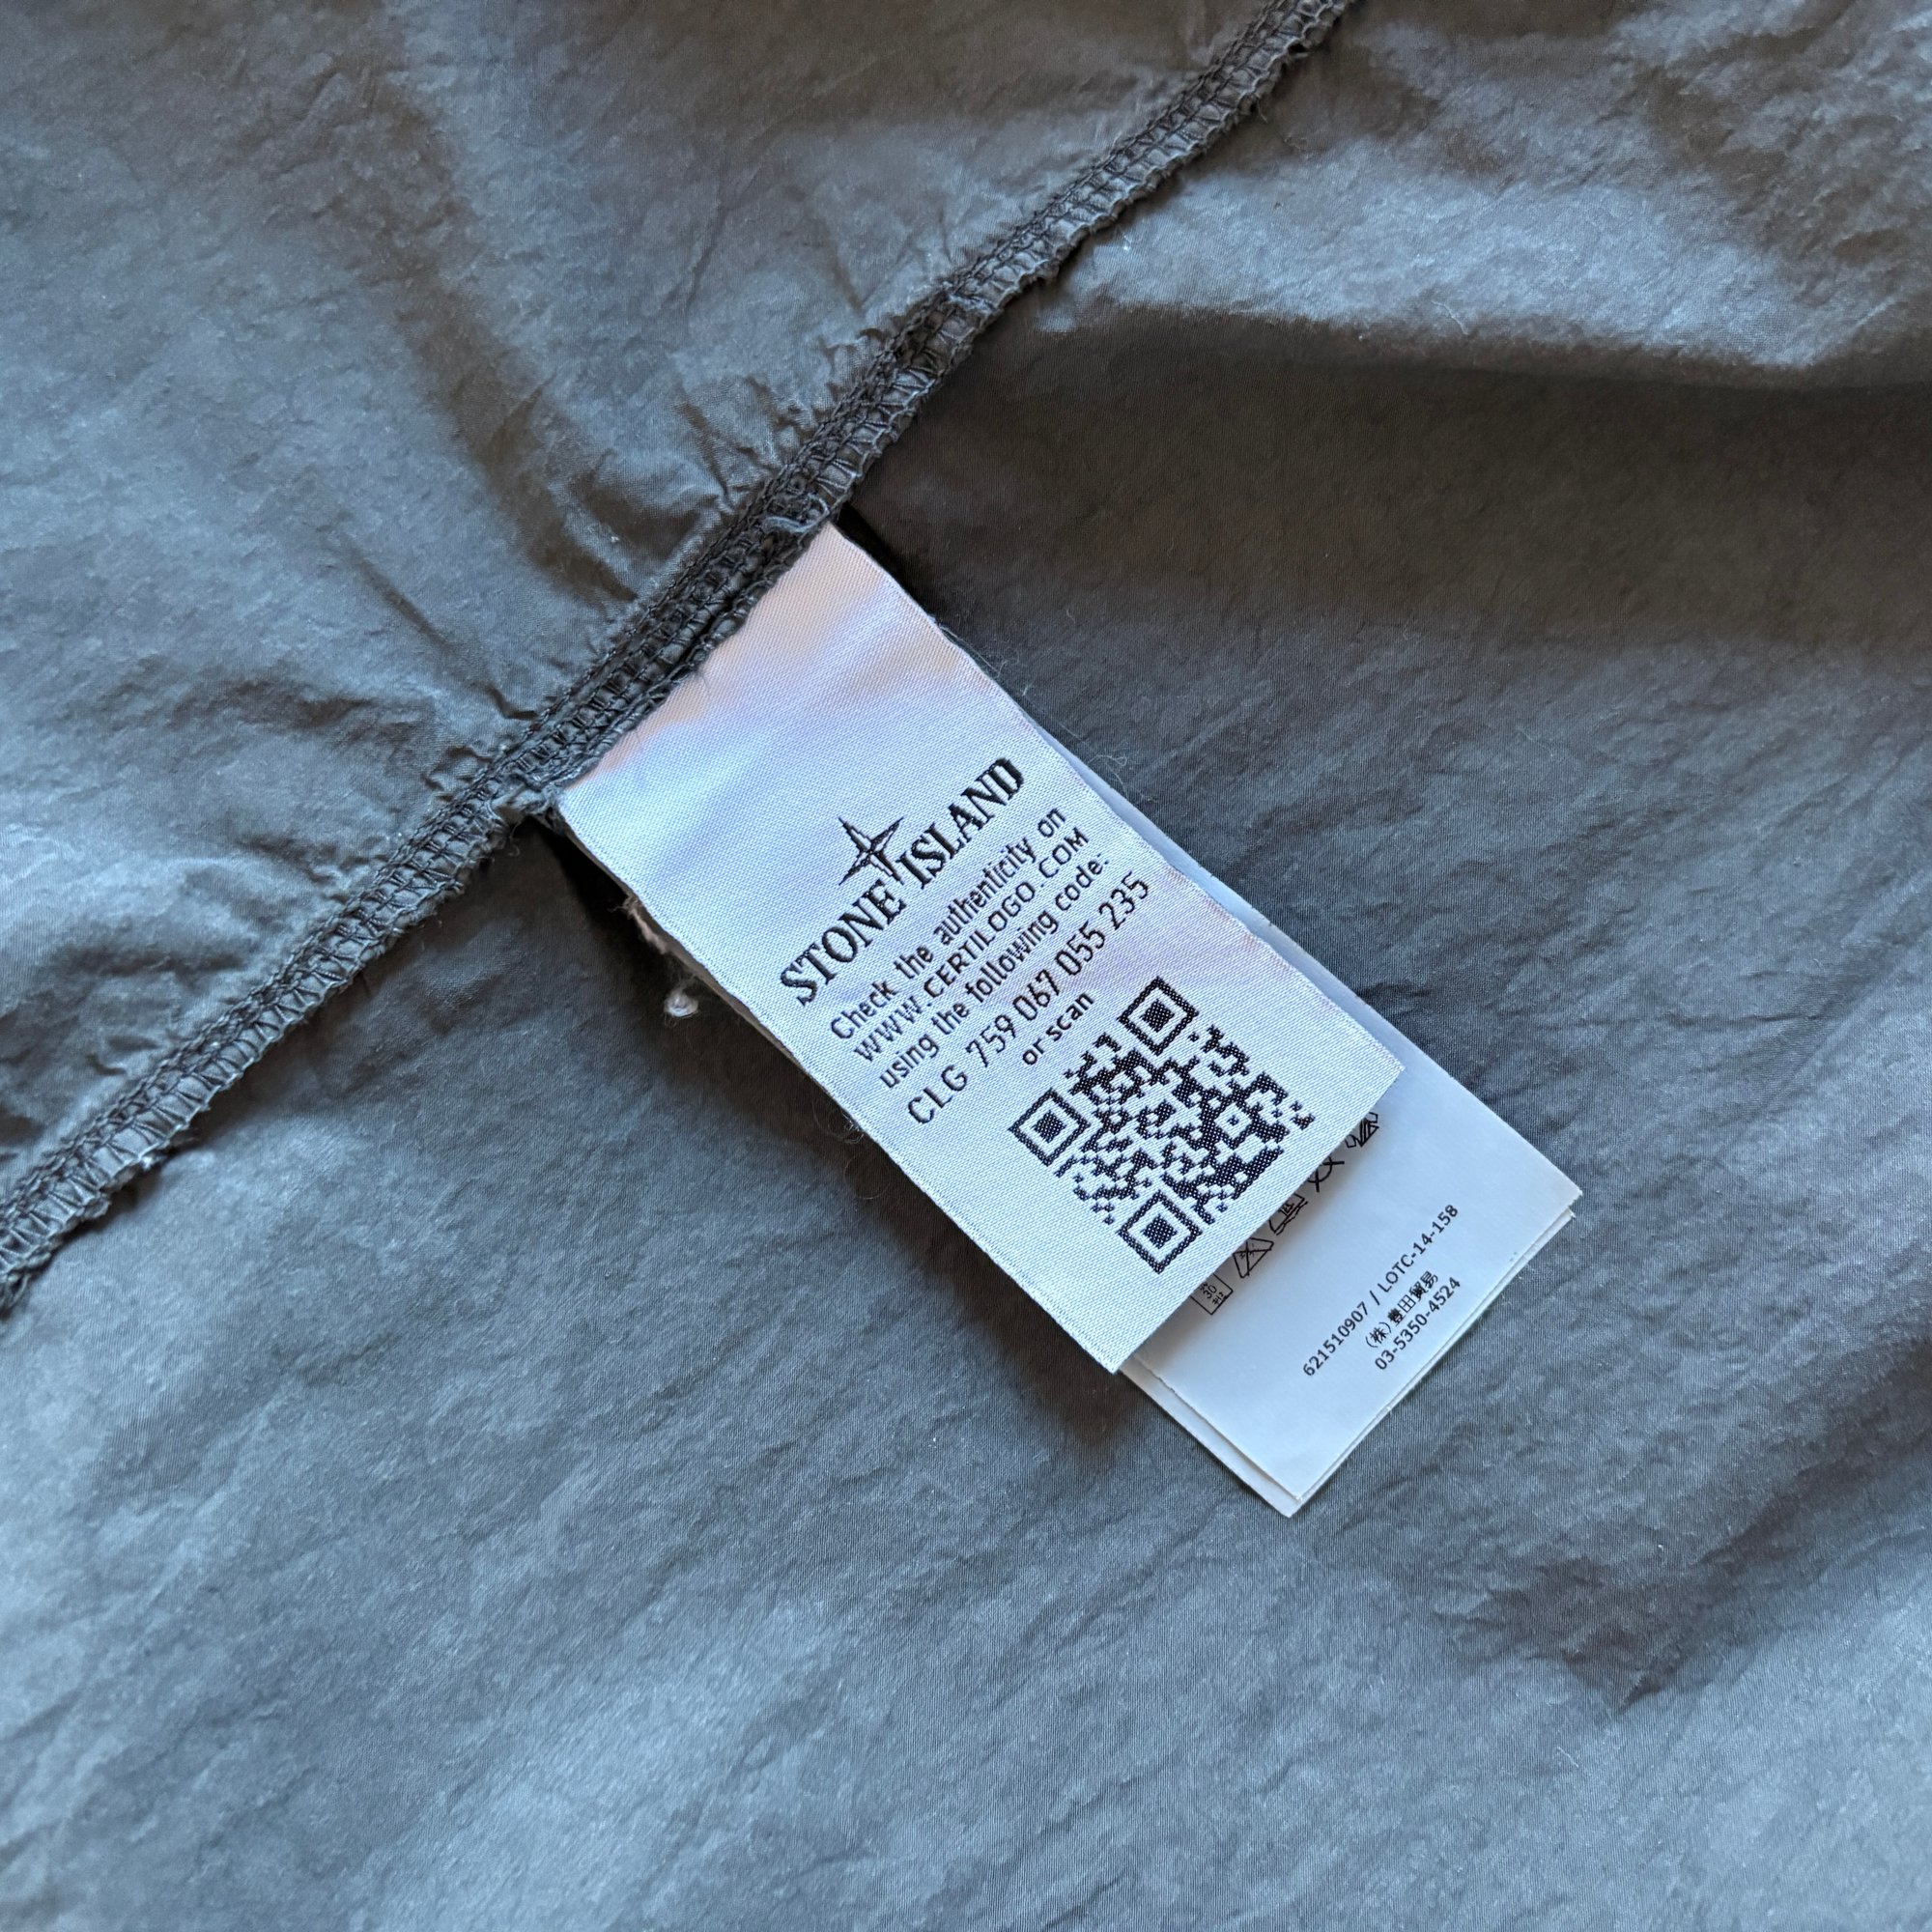 STONE ISLAND
Check the authenticity on
WWW.CERTILOGO.COM
using the following code:
CLG 759 067 055 235
or scan
30
621510907 / LOTC-14-158
(株)豊田貿易
03-5350-4524